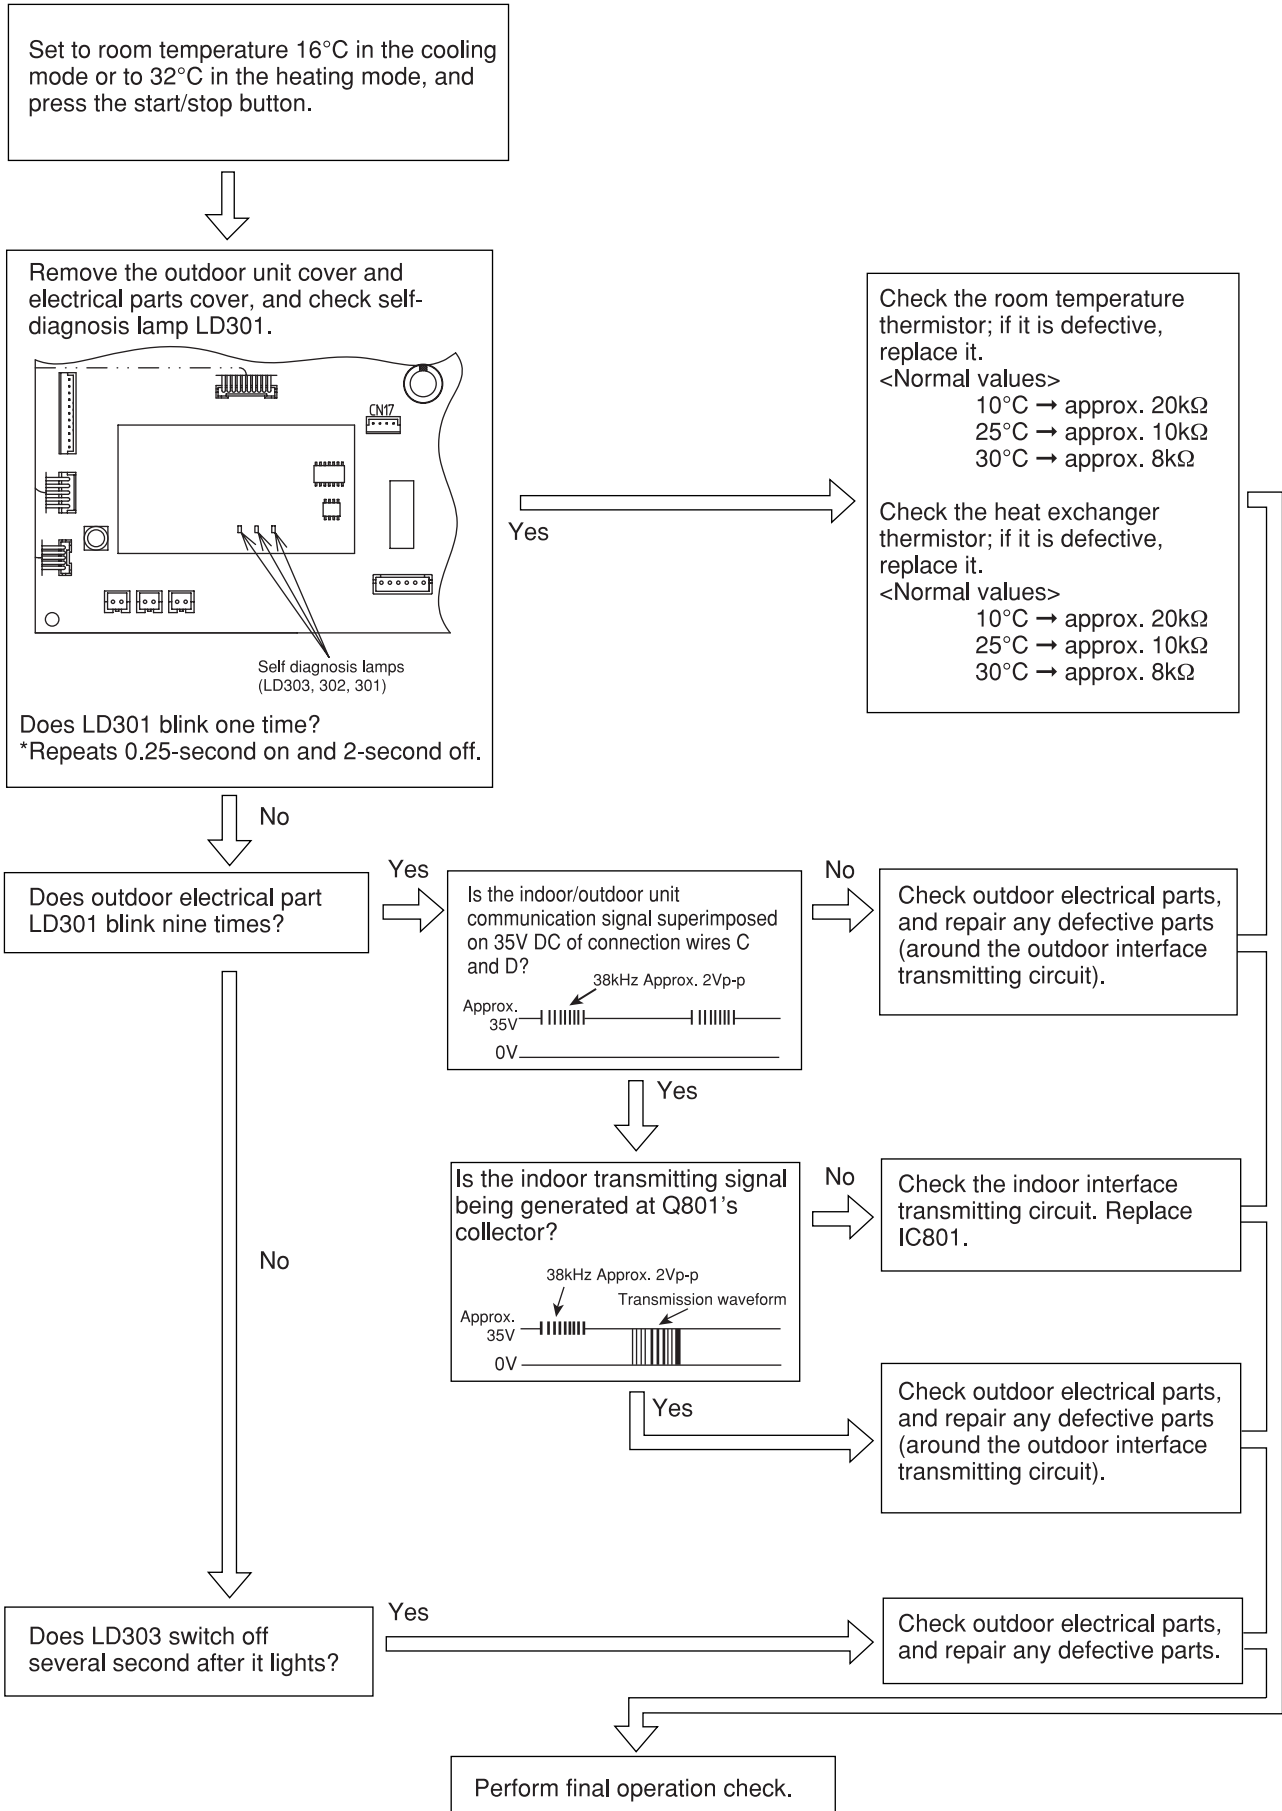 Set to room temperature 16°C in the cooling
mode or to 32°C in the heating mode, and
press the start/stop button.
Remove the outdoor unit cover and
electrical parts cover, and check self-
diagnosis lamp LD301.
CN17
Self diagnosis lamps
(LD303, 302, 301)
Does LD301 blink one time?
*Repeats 0.25-second on and 2-second off.
Yes
Check the room temperature
thermistor; if it is defective,
replace it.
<Normal values>
10°C → approx. 20kΩ
25°C → approx. 10kΩ
30°C → approx. 8kΩ
Check the heat exchanger
thermistor; if it is defective,
replace it.
<Normal values>
10°C → approx. 20kΩ
25°C → approx. 10kΩ
30°C → approx. 8kΩ
No
Does outdoor electrical part
LD301 blink nine times?
Yes
Is the indoor/outdoor unit
communication signal superimposed
on 35V DC of connection wires C
and D?
38kHz Approx. 2Vp-p
Approx.
35V
0V
No
Check outdoor electrical parts,
and repair any defective parts
(around the outdoor interface
transmitting circuit).
Yes
Is the indoor transmitting signal
being generated at Q801's
collector?
38kHz Approx. 2Vp-p
Transmission waveform
Approx.
35V
0V
No
Check the indoor interface
transmitting circuit. Replace
IC801.
Yes
Check outdoor electrical parts,
and repair any defective parts
(around the outdoor interface
transmitting circuit).
No
Does LD303 switch off
several second after it lights?
Yes
Check outdoor electrical parts,
and repair any defective parts.
Perform final operation check.